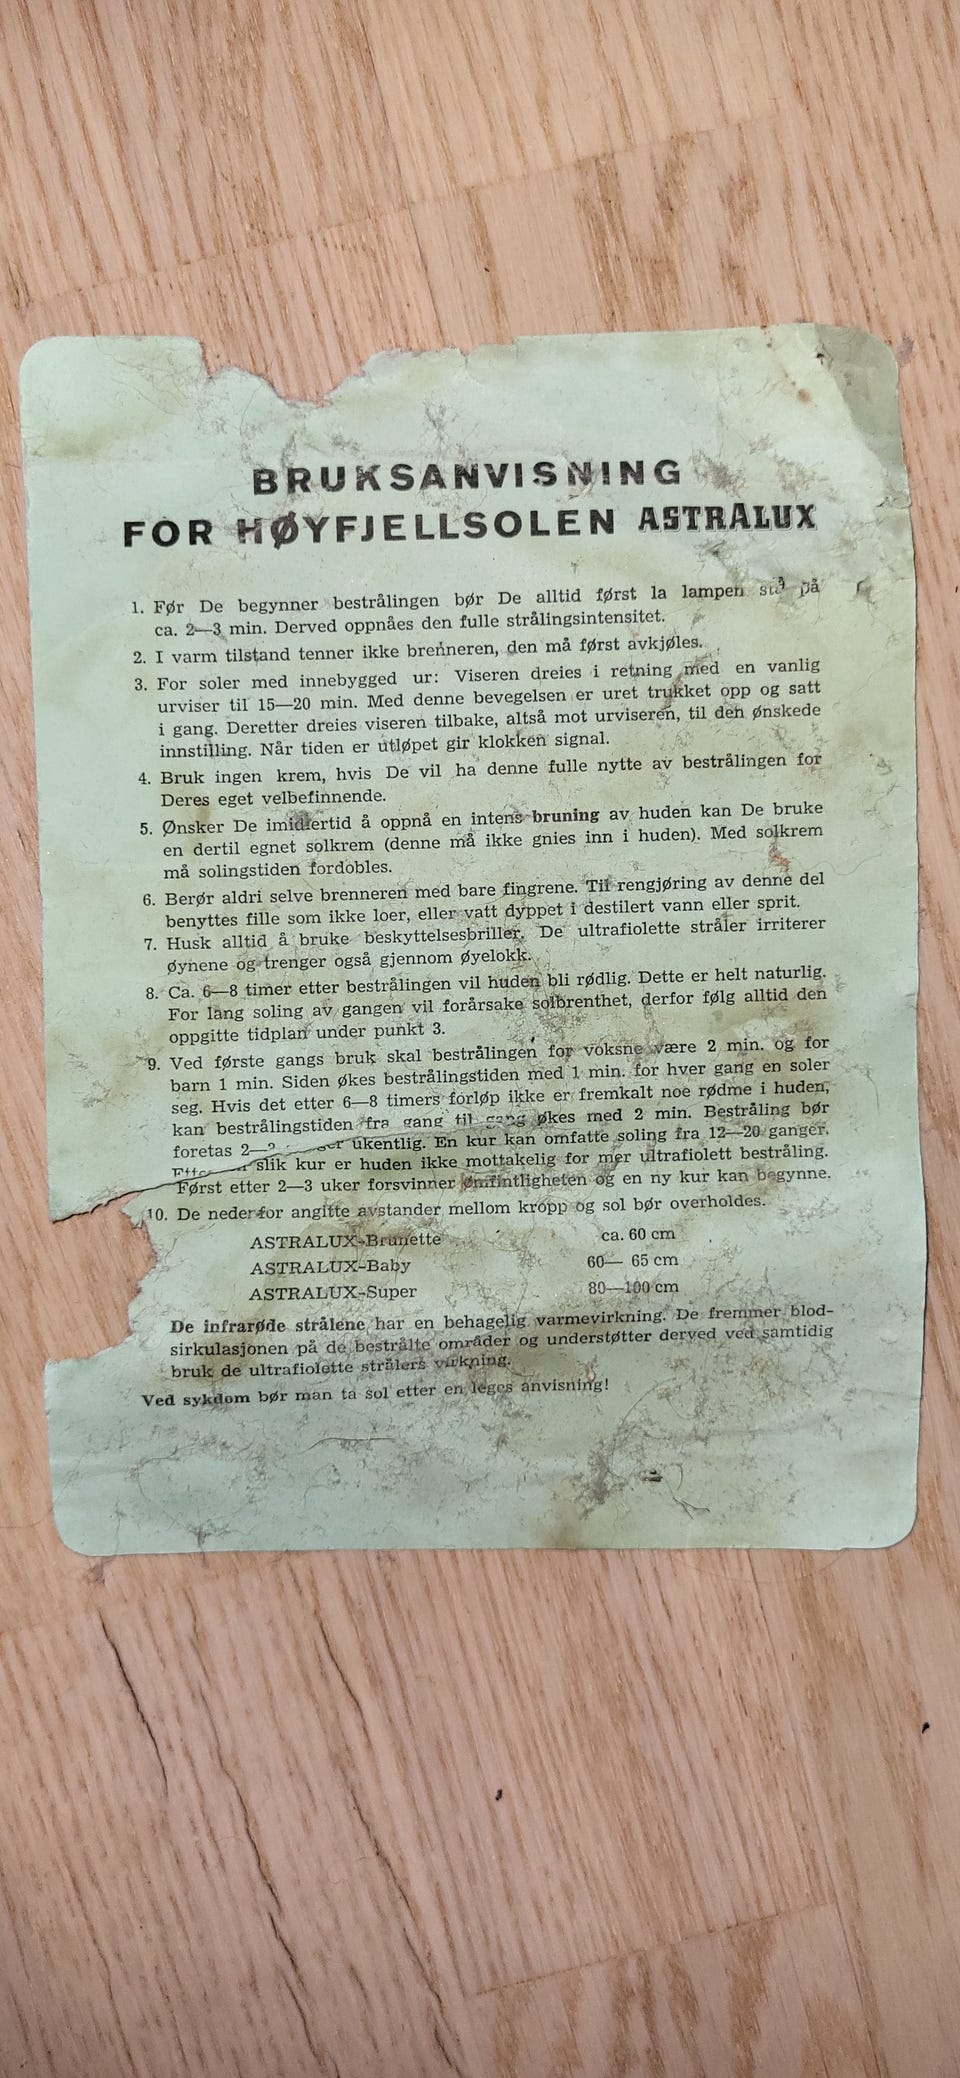 BRUKSANVISNING
FOR HØYFJELLSOLEN ASTRALUX
1. Før De begynner bestrålingen bør De alltid først la lampen stå på
ca. 2—3 min. Derved oppnåes den fulle strålingsintensitet.
2. I varm tilstand tenner ikke brenneren, den må først avkjøles.
3. For soler med innebygged ur: Viseren dreies i retning med en vanlig
urviser til 15—20 min. Med denne bevegelsen er uret trukket opp og satt
i gang. Deretter dreies viseren tilbake, altså mot urviseren, til den ønskede
innstilling. Når tiden er utløpet gir klokken signal.
4. Bruk ingen krem, hvis De vil ha denne fulle nytte av bestrålingen for
Deres eget velbefinnende.
5. Ønsker De imidlertid å oppnå en intens bruning av huden kan De bruke
en dertil egnet solkrem (denne må ikke gnies inn i huden). Med solkrem
må solingstiden fordobles.
6. Berør aldri selve brenneren med bare fingrene. Til rengjøring av denne del
benyttes fille som ikke loer, eller vatt dyppet i destilert vann eller sprit.
7. Husk alltid å bruke beskyttelsesbriller. De ultrafiolette stråler irriterer
øynene og trenger også gjennom øyelokk.
8. Ca. 6—8 timer etter bestrålingen vil huden bli rødlig. Dette er helt naturlig.
For lang soling av gangen vil forårsake solbrenthet, derfor følg alltid den
oppgitte tidplan under punkt 3.
9. Ved første gangs bruk skal bestrålingen for voksne være 2 min. og for
barn 1 min. Siden økes bestrålingstiden med 1 min. for hver gang en soler
seg. Hvis det etter 6—8 timers forløp ikke er fremkalt noe rødme i huden,
kan bestrålingstiden fra gang til gang økes med 2 min. Bestråling bør
foretas 2— ukentlig. En kur kan omfatte soling fra 12—20 ganger.
slik kur er huden ikke mottakelig for mer ultrafiolett bestråling.
Først etter 2—3 uker forsvinner ømfintligheten og en ny kur kan begynne.
10. De nedenfor angitte avstander mellom kropp og sol bør overholdes.
ASTRALUX-Brunette ca. 60 cm
ASTRALUX-Baby 60— 65 cm
ASTRALUX-Super 80—100 cm
De infrarøde strålene har en behagelig varmevirkning. De fremmer blod-
sirkulasjonen på de bestrålte områder og understøtter derved ved samtidig
bruk de ultrafiolette strålers virkning.
Ved sykdom bør man ta sol etter en leges anvisning!